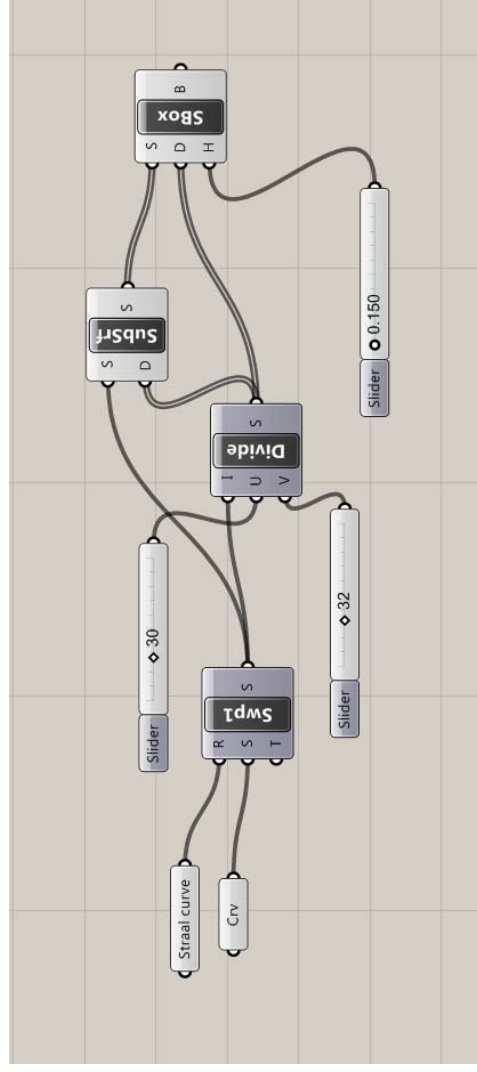 Straal curve
Crv
R
S
T
Swp1
S
Slider
30
Slider
32
I
U
V
Divide
S
S
D
SubSrf
S
Slider
0.150
S
D
H
SBox
B